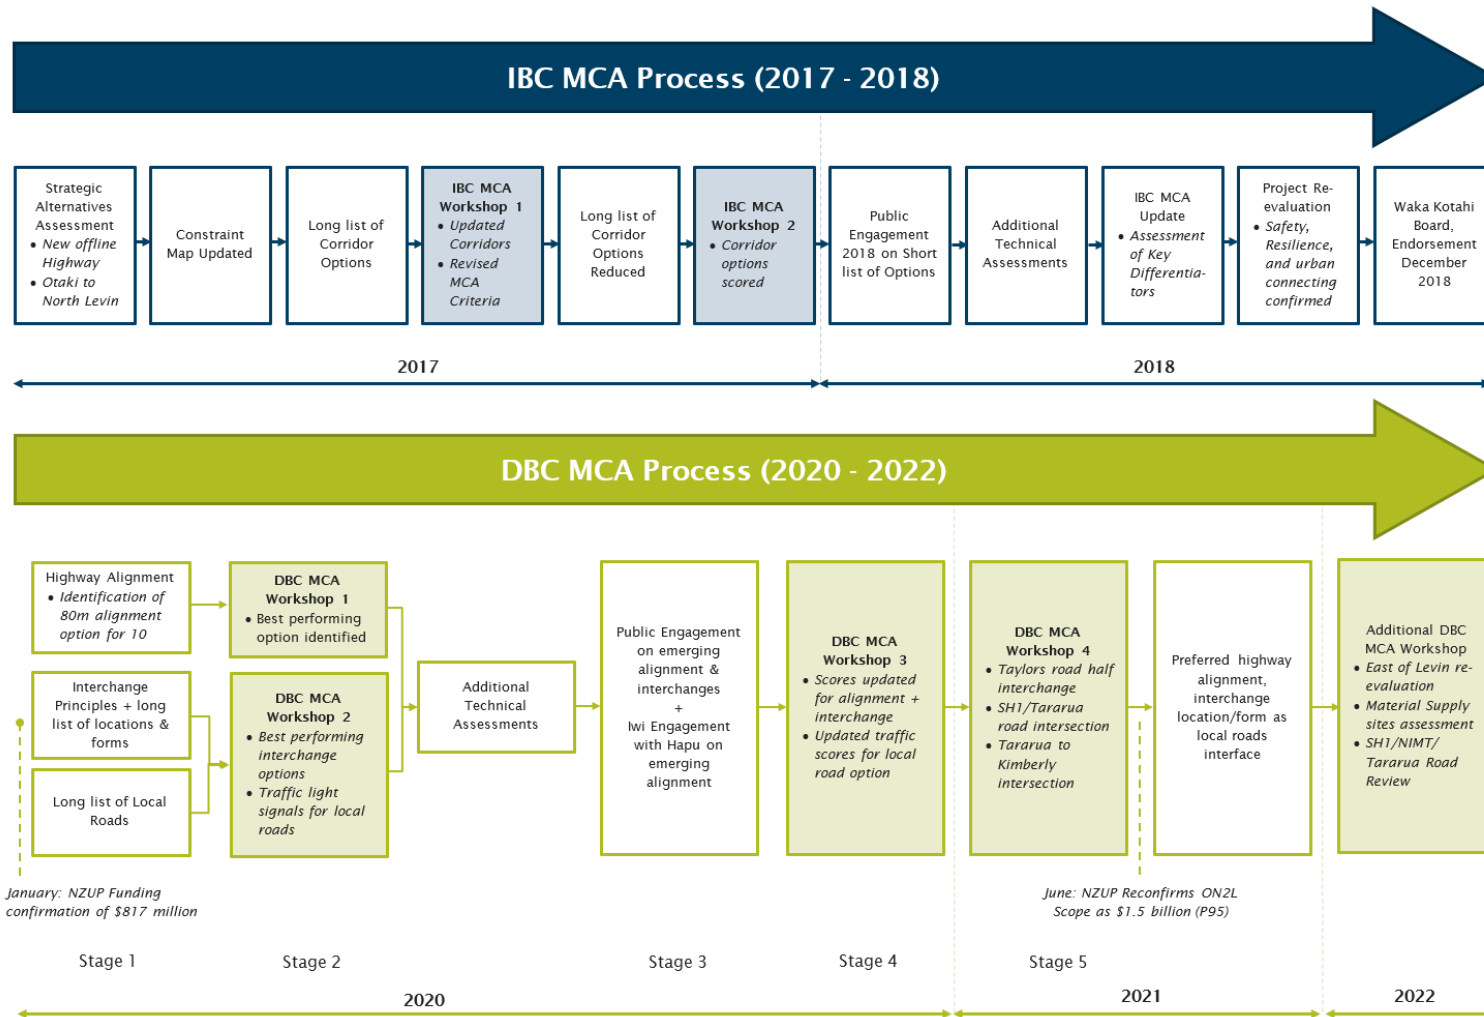 IBC MCA Process (2017 - 2018)
Strategic
Alternatives
Assessment
• New offline
Highway
• Otaki to
North Levin
Constraint
Map Updated
Long list of
Corridor
Options
IBC MCA
Workshop 1
• Updated
Corridors
• Revised
MCA
Criteria
Long list of
Corridor
Options
Reduced
IBC MCA
Workshop 2
• Corridor
options
scored
Public
Engagement
2018 on Short
list of Options
Additional
Technical
Assessments
IBC MCA
Update
• Assessment
of Key
Differentia-
tors
Project Re-
evaluation
• Safety,
Resilience,
and urban
connecting
confirmed
Waka Kotahi
Board,
Endorsement
December
2018
2017
2018
DBC MCA Process (2020 - 2022)
Highway Alignment
• Identification of
80m alignment
option for 10
Interchange
Principles + long
list of locations &
forms
Long list of Local
Roads
DBC MCA
Workshop 1
• Best performing
option identified
DBC MCA
Workshop 2
• Best performing
interchange
options
• Traffic light
signals for local
roads
Additional
Technical
Assessments
Public Engagement
on emerging
alignment &
interchanges
+
Iwi Engagement
with Hapu on
emerging
alignment
DBC MCA
Workshop 3
• Scores updated
for alignment +
interchange
• Updated traffic
scores for local
road option
DBC MCA
Workshop 4
• Taylors road half
interchange
• SH1/Tararua
road intersection
• Tararua to
Kimberly
intersection
Preferred highway
alignment,
interchange
location/form as
local roads
interface
Additional DBC
MCA Workshop
• East of Levin re-
evaluation
• Material Supply
sites assessment
• SH1/NIMT/
Tararua Road
Review
January: NZUP Funding
confirmation of $817 million
June: NZUP Reconfirms ON2L
Scope as $1.5 billion (P95)
Stage 1
Stage 2
Stage 3
Stage 4
Stage 5
2020
2021
2022